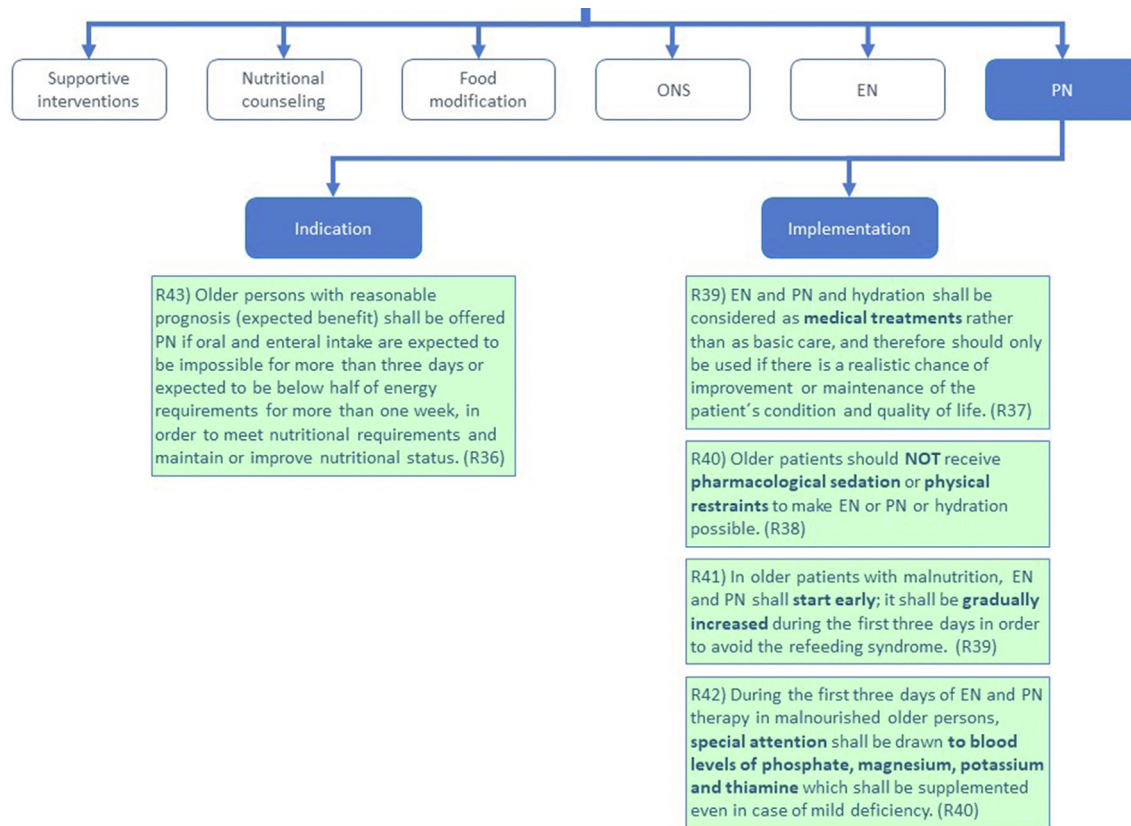 Supportive
interventions
Nutritional
counseling
Food
modification
ONS
EN
PN
Indication
Implementation
R43) Older persons with reasonable
prognosis (expected benefit) shall be offered
PN if oral and enteral intake are expected to
be impossible for more than three days or
expected to be below half of energy
requirements for more than one week, in
order to meet nutritional requirements and
maintain or improve nutritional status. (R36)
R39) EN and PN and hydration shall be
considered as medical treatments rather
than as basic care, and therefore should only
be used if there is a realistic chance of
improvement or maintenance of the
patient´s condition and quality of life. (R37)
R40) Older patients should NOT receive
pharmacological sedation or physical
restraints to make EN or PN or hydration
possible. (R38)
R41) In older patients with malnutrition, EN
and PN shall start early; it shall be gradually
increased during the first three days in order
to avoid the refeeding syndrome. (R39)
R42) During the first three days of EN and PN
therapy in malnourished older persons,
special attention shall be drawn to blood
levels of phosphate, magnesium, potassium
and thiamine which shall be supplemented
even in case of mild deficiency. (R40)